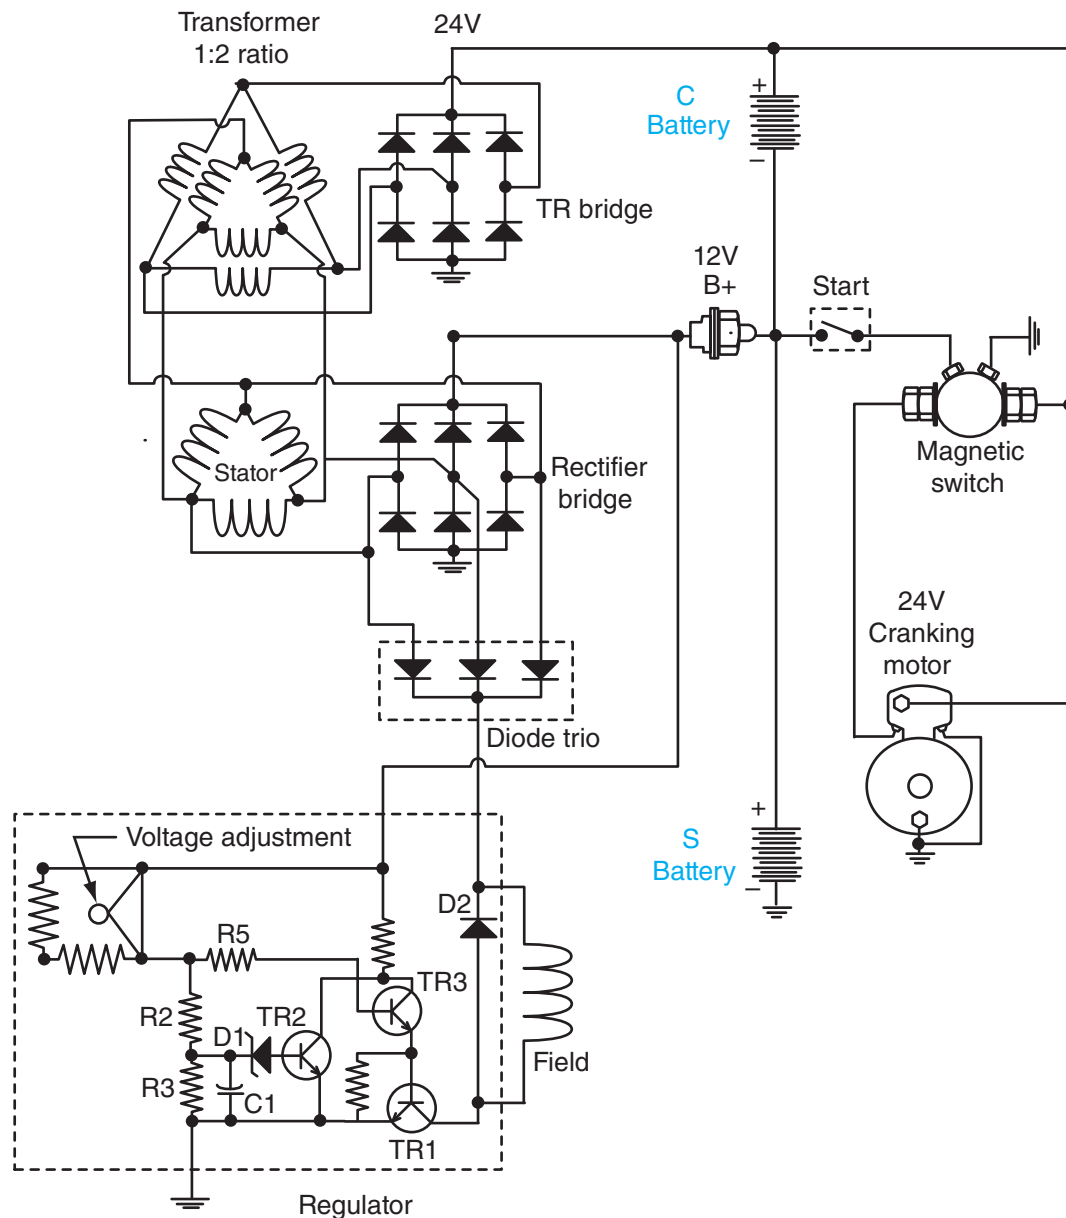 Transformer
1:2 ratio
24V
C
Battery
+
−
TR bridge
12V
B+
Start
Magnetic
switch
Stator
Rectifier
bridge
24V
Cranking
motor
Diode trio
Voltage adjustment
S
Battery
+
−
D2
R5
TR3
R2
D1
TR2
R3
C1
TR1
Field
Regulator